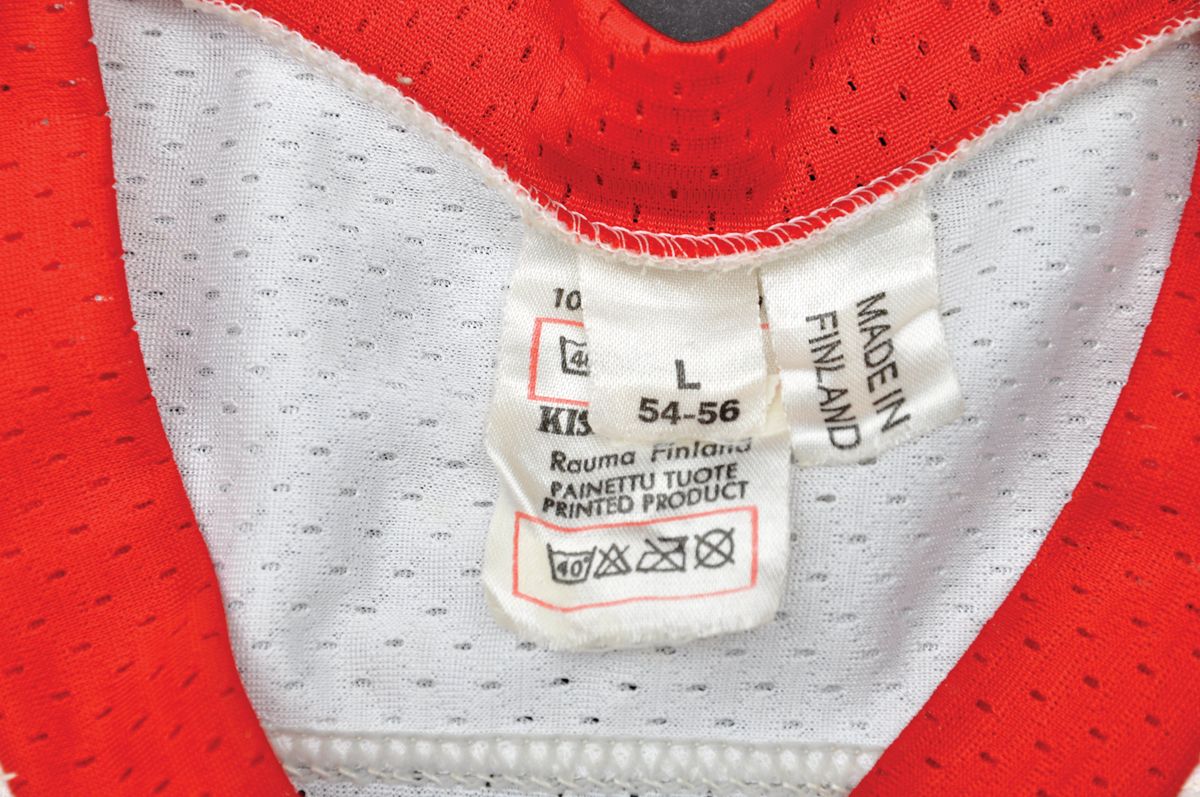 L
54-56
Rauma Finland
PAINETTU TUOTE
PRINTED PRODUCT
40
MADE IN
FINLAND